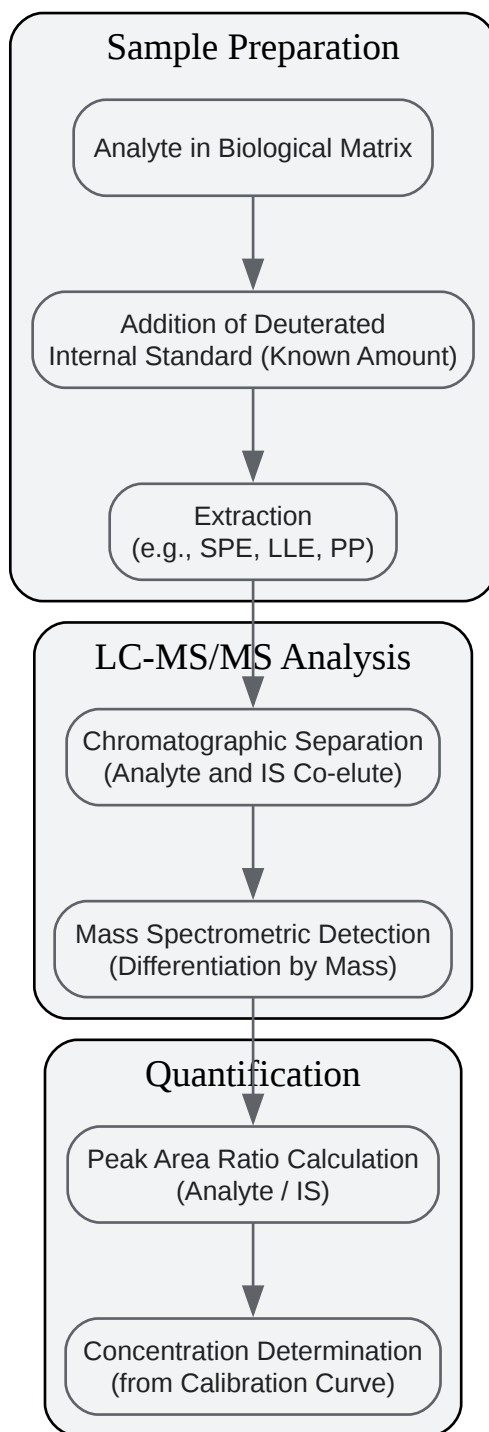 Sample Preparation
Analyte in Biological Matrix
Addition of Deuterated
Internal Standard (Known Amount)
Extraction
(e.g., SPE, LLE, PP)
LC-MS/MS Analysis
Chromatographic Separation
(Analyte and IS Co-elute)
Mass Spectrometric Detection
(Differentiation by Mass)
Quantification
Peak Area Ratio Calculation
(Analyte / IS)
Concentration Determination
(from Calibration Curve)